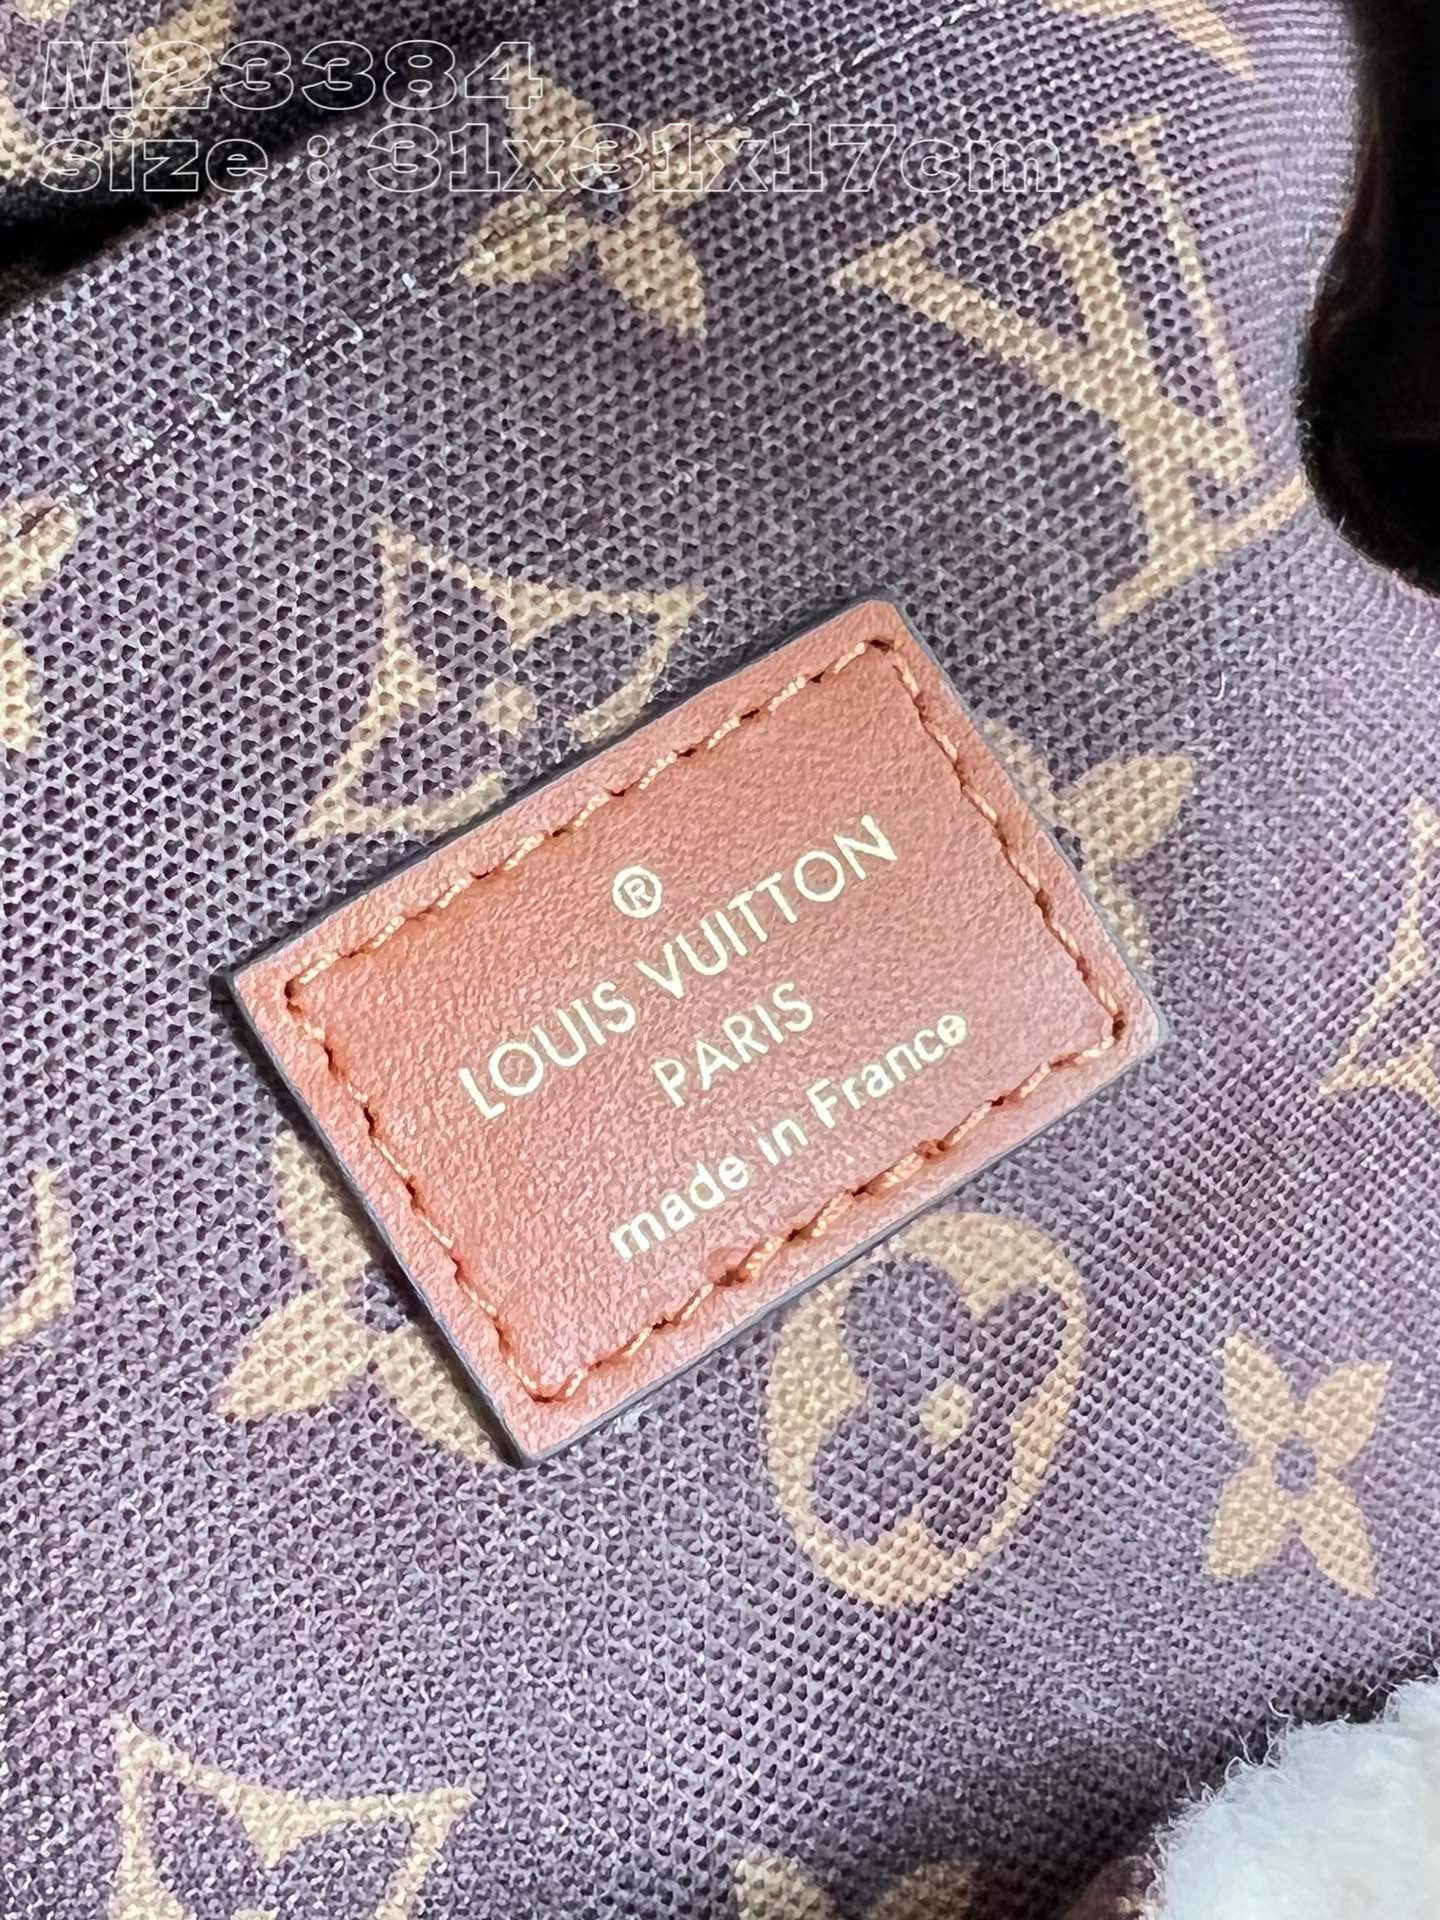 M23384
size : 31x31x17cm
®
LOUIS VUITTON
PARIS
made in France